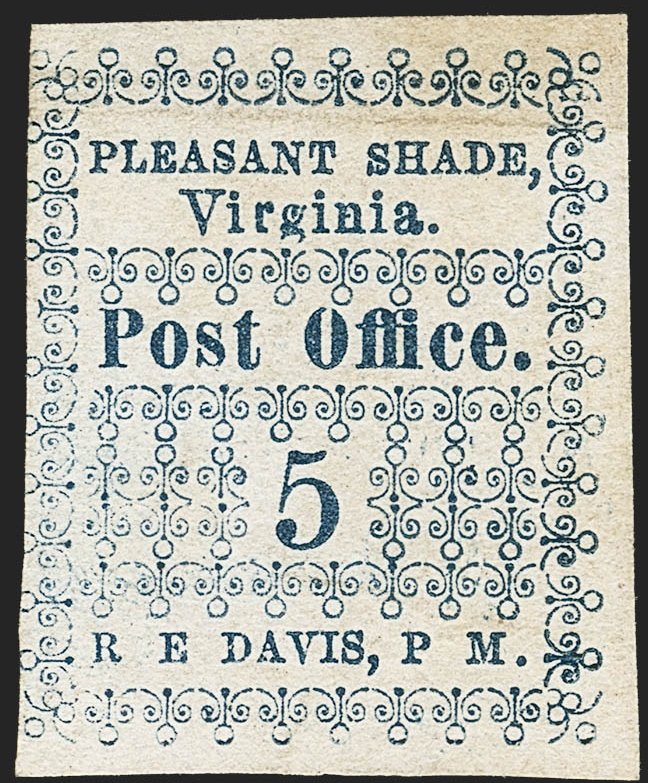 PLEASANT SHADE,
Virginia.
Post Office.
5
R E DAVIS, P M.